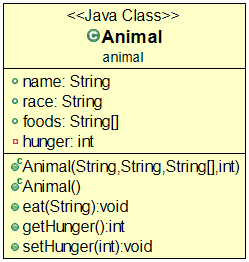 <<Java Class>>
Animal
animal
name: String
race: String
foods: String[]
hunger: int
Animal(String,String,String[],int)
Animal()
eat(String):void
getHunger():int
setHunger(int):void